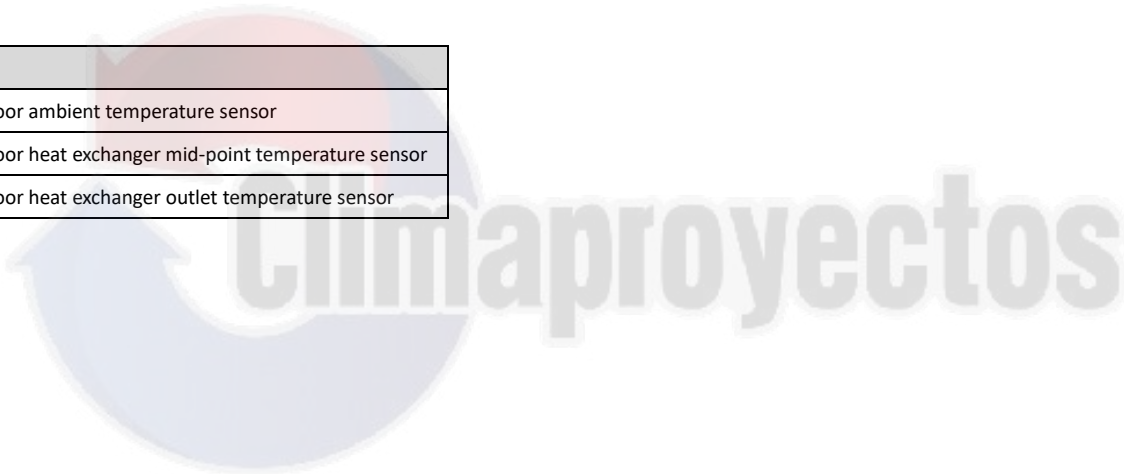 oor ambient temperature sensor
oor heat exchanger mid-point temperature sensor
oor heat exchanger outlet temperature sensor
Climaproyectos